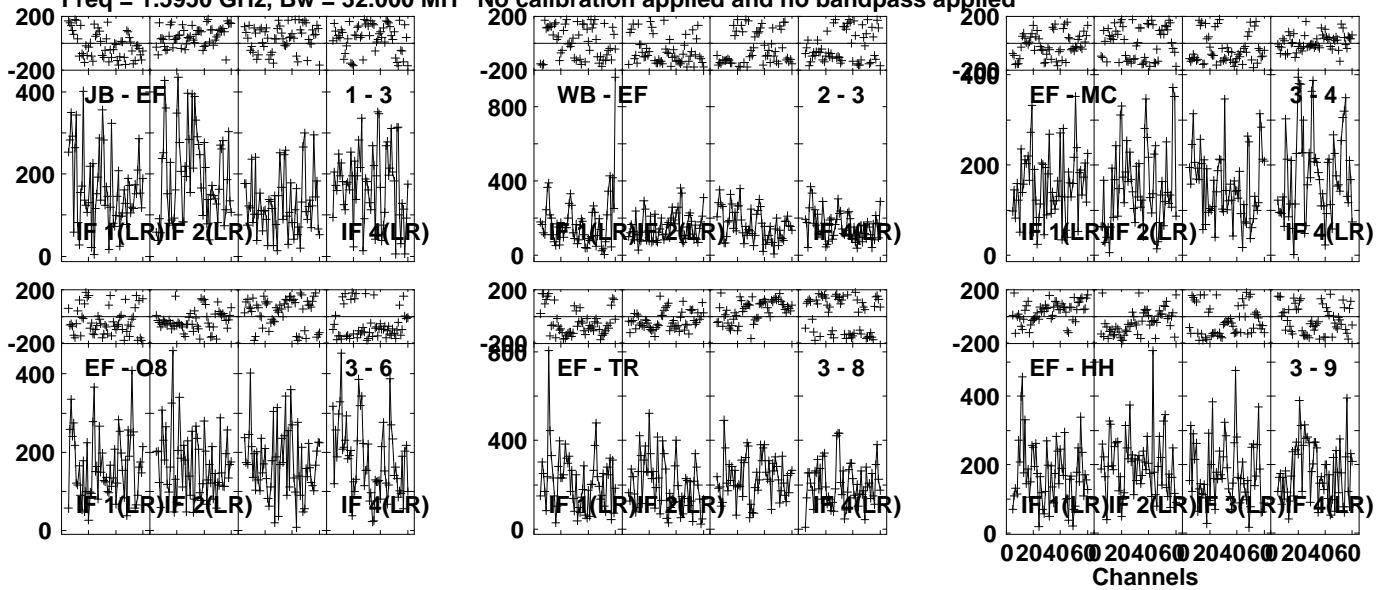 Freq = 1.5950 GHz, Bw = 32.000 MH No calibration applied and no bandpass applied
200 200 200
-200 -200
400 JB - EF 1 - 3 800 WB - EF 2 - 3 400 EF - MC 3 - 4
200 400 200
IF 1(LR) IF 2(LR) IF 4(LR) IF 1(LR) IF 2(LR) IF 4(LR) IF 1(LR) IF 2(LR) IF 4(LR)
0 0 0
200 200 200
-200 -200 -200
400 EF - O8 3 - 6 800 EF - TR 3 - 8 400 EF - HH 3 - 9
200 400 200
IF 1(LR) IF 2(LR) IF 4(LR) IF 1(LR) IF 2(LR) IF 4(LR) IF 1(LR) IF 2(LR) IF 3(LR) IF 4(LR)
0 0 0
0 20 40 60 0 20 40 60 0 20 40 60 0 20 40 60
Channels